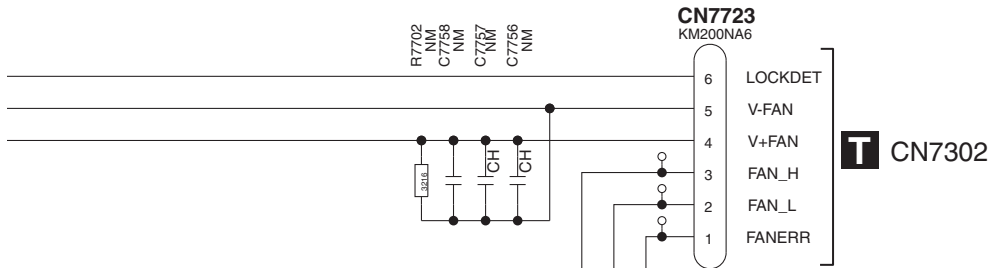 CN7723
KM200NA6
R7702
NM
C7758
NM
C7757
NM
C7756
NM
6 LOCKDET
5 V-FAN
4 V+FAN
3 FAN_H
2 FAN_L
1 FANERR
T CN7302
3216
CH
CH